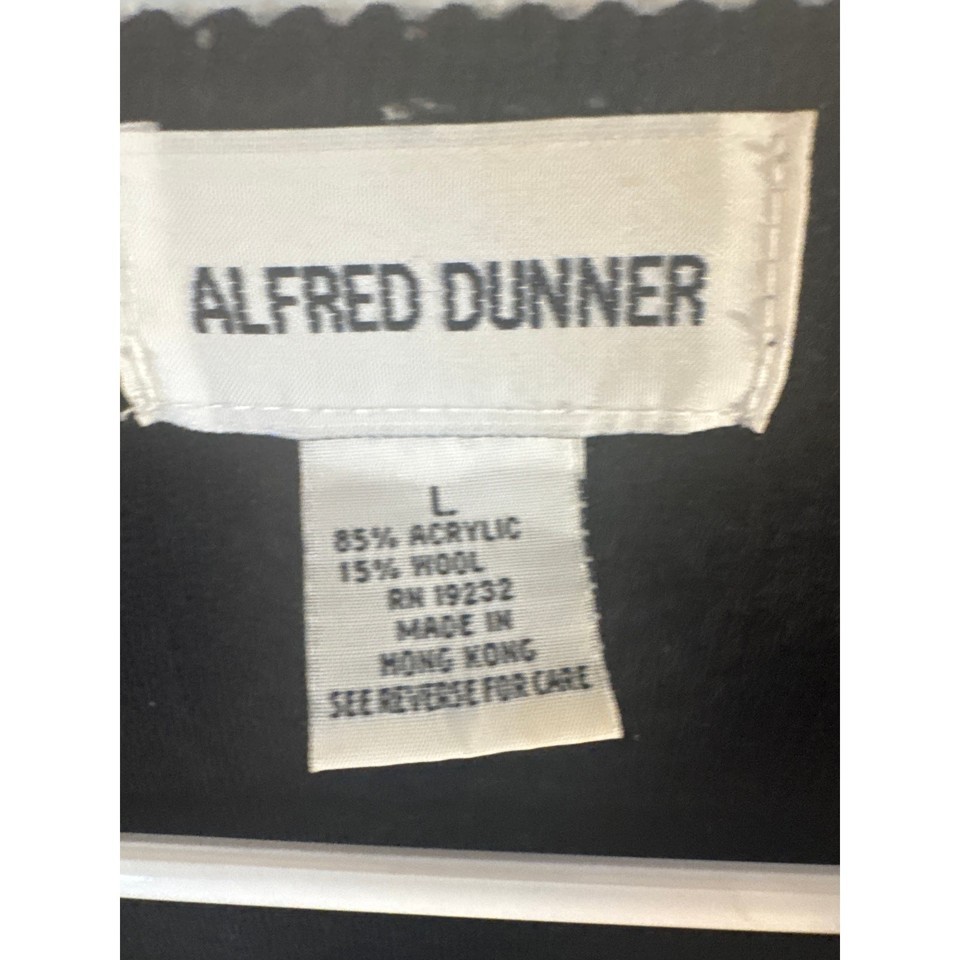 ALFRED DUNNER
L
85% ACRYLIC
15% WOOL
RN 19232
MADE IN
HONG KONG
SEE REVERSE FOR CARE